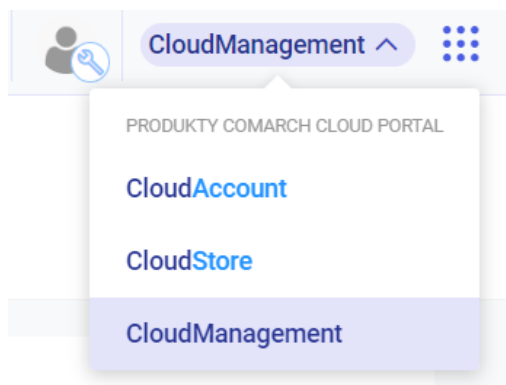 CloudManagement
PRODUKTY COMARCH CLOUD PORTAL
CloudAccount
CloudStore
CloudManagement